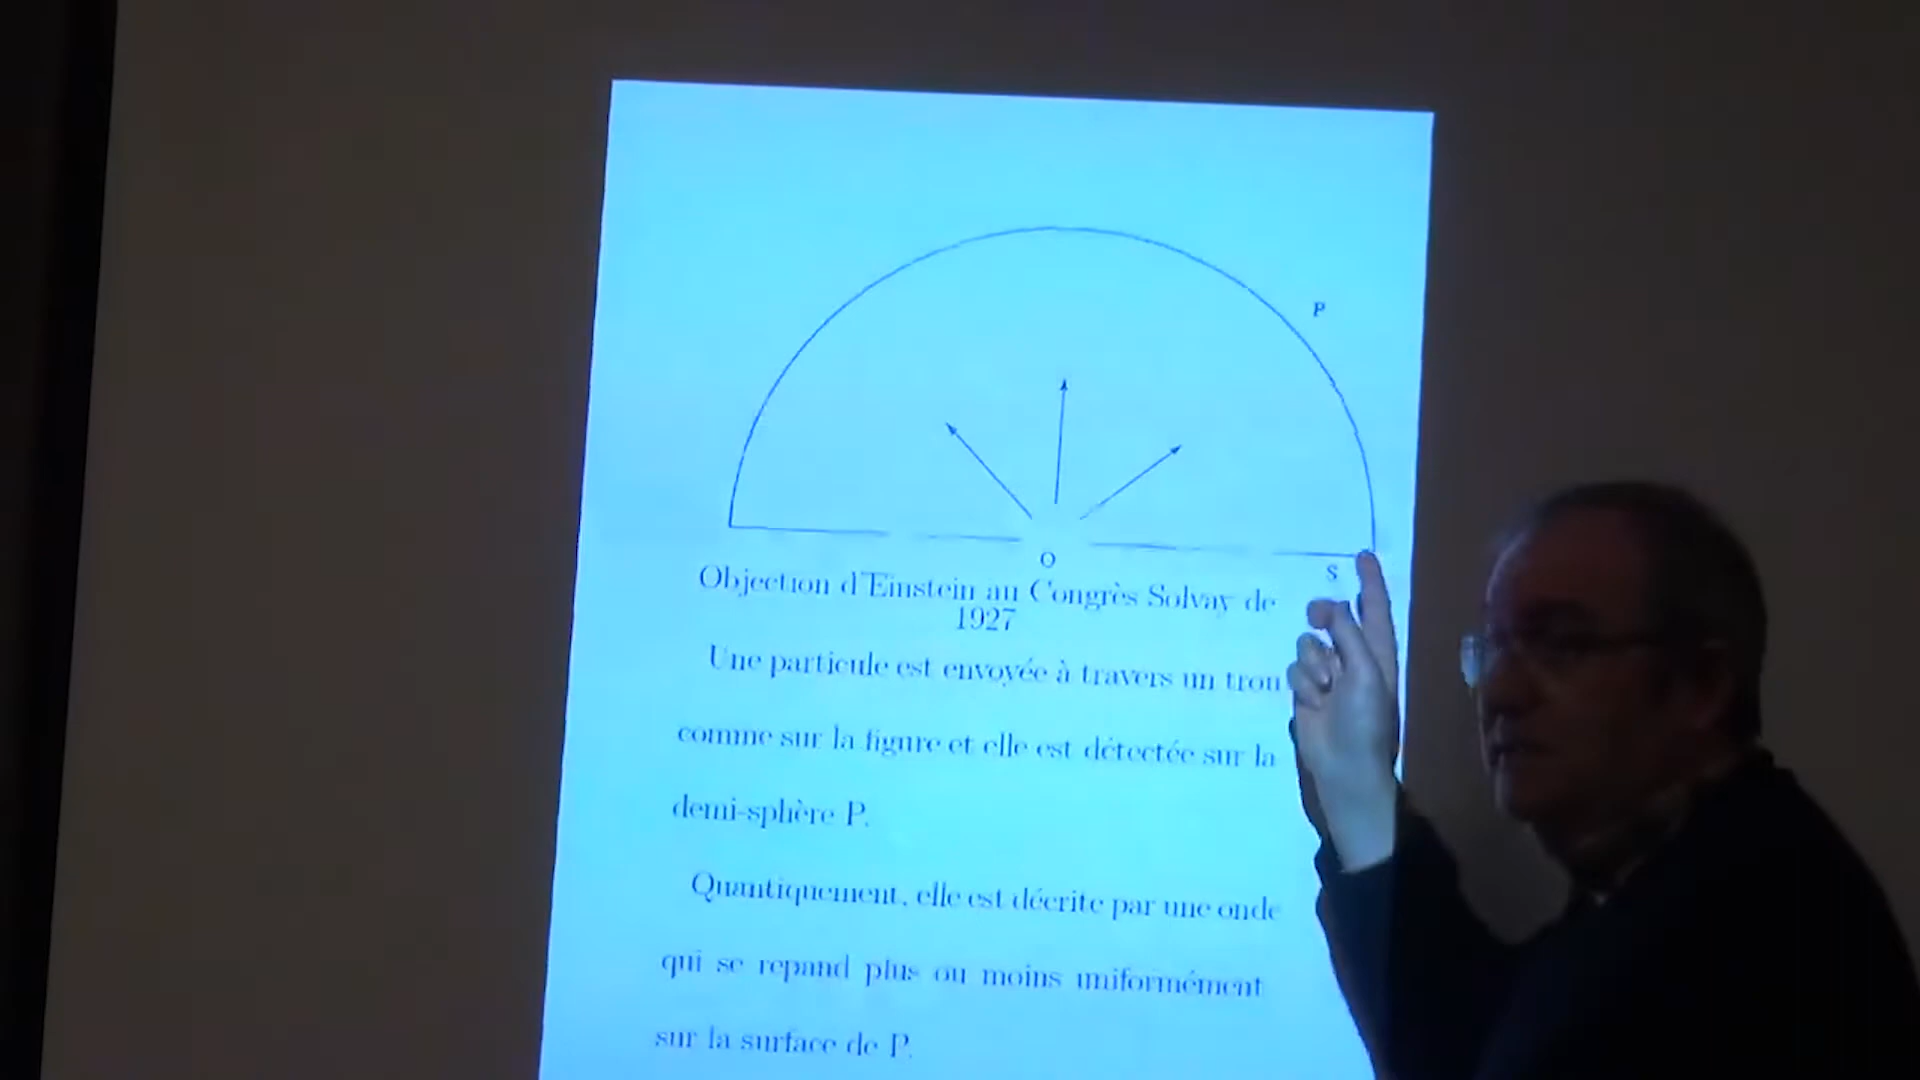 P
O
S
Objection d'Einstein au Congrès Solvay de
1927
Une particule est envoyée à travers un trou
comme sur la figure et elle est détectée sur la
demi-sphère P.
Quantiquement, elle est décrite par une onde
qui se repand plus ou moins uniformément
sur la surface de P.